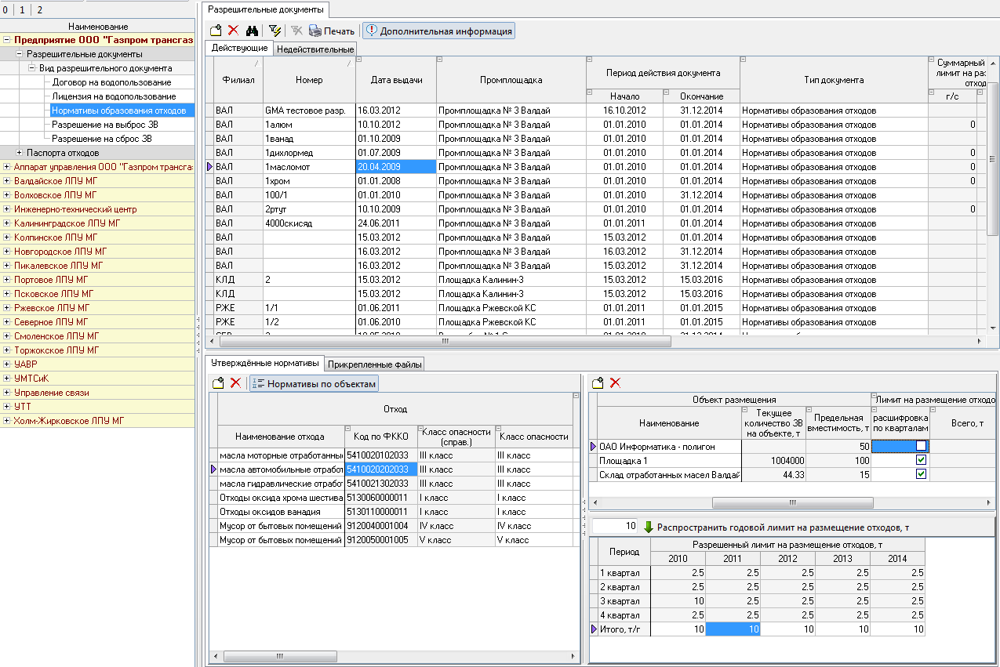 0 1 2
Наименование
Предприятие ООО "Газпром трансгаз
Разрешительные документы
Вид разрешительного документа
Договор на водопользование
Лицензия на водопользование
Нормативы образования отходов
Разрешение на выброс ЗВ
Разрешение на сброс ЗВ
Паспорта отходов
Аппарат управления ООО "Газпром трансга:
Валдайское ЛПУ МГ
Волховское ЛПУ МГ
Инженерно-технический центр
Калининградское ЛПУ МГ
Колпинское ЛПУ МГ
Новгородское ЛПУ МГ
Пикалевское ЛПУ МГ
Портовое ЛПУ МГ
Псковское ЛПУ МГ
Ржевское ЛПУ МГ
Северное ЛПУ МГ
Смоленское ЛПУ МГ
Торжокское ЛПУ МГ
УАВР
УМТСиК
Управление связи
УТТ
Холм-Жирковское ЛПУ МГ
Разрешительные документы
Печать Дополнительная информация
Действующие Недействительные
Филиал Номер Дата выдачи Промплощадка Период действия документа Тип документа Суммарный лимит на раз отход
Начало Окончание г/с
ВАЛ GMA тестовое разр. 16.03.2012 Промплощадка № 3 Валдай 16.10.2012 31.12.2014 Нормативы образования отходов
ВАЛ 1алюм 10.10.2012 Промплощадка № 3 Валдай 01.01.2010 01.01.2014 Нормативы образования отходов 0
ВАЛ 1ванад 01.10.2009 Промплощадка № 3 Валдай 01.01.2010 01.01.2014 Нормативы образования отходов
ВАЛ 1дихлормед 01.07.2009 Промплощадка № 3 Валдай 01.01.2010 01.01.2014 Нормативы образования отходов 0
ВАЛ 1масломот 20.04.2009 Промплощадка № 3 Валдай 01.01.2010 01.01.2014 Нормативы образования отходов 0
ВАЛ 1хром 01.01.2008 Промплощадка № 3 Валдай 01.01.2010 01.01.2014 Нормативы образования отходов 0
ВАЛ 100/1 01.01.2010 Промплощадка № 3 Валдай 01.01.2010 31.12.2014 Нормативы образования отходов
ВАЛ 2ртут 10.10.2009 Промплощадка № 3 Валдай 01.01.2010 01.01.2014 Нормативы образования отходов 0
ВАЛ 4000скисяд 24.06.2011 Промплощадка № 3 Валдай 01.01.2011 01.01.2014 Нормативы образования отходов
ВАЛ 15.03.2012 Промплощадка № 3 Валдай 15.03.2012 01.01.2014 Нормативы образования отходов
ВАЛ 16.03.2012 Промплощадка № 3 Валдай 16.03.2012 31.12.2014 Нормативы образования отходов
ВАЛ 15.03.2012 Промплощадка № 3 Валдай 15.03.2012 31.12.2014 Нормативы образования отходов
КЛД 2 15.03.2012 Площадка Калинин-3 15.03.2012 15.03.2016 Нормативы образования отходов
КЛД 15.03.2012 Площадка Калинин-3 15.03.2012 15.03.2016 Нормативы образования отходов
РЖЕ 1/1 01.06.2011 Площадка Ржевской КС 01.01.2011 01.01.2015 Нормативы образования отходов
РЖЕ 1/2 01.06.2010 Площадка Ржевской КС 01.01.2011 01.01.2015 Нормативы образования отходов
Утверждённые нормативы Прикрепленные файлы
Нормативы по объектам
Отход
Наименование отхода Код по ФККО Класс опасности (справ.) Класс опасности
масла моторные отработанны 5410020102033 III класс III класс
масла автомобильные отработ 5410020202033 III класс III класс
масла гидравлические отработ 5410021302033 III класс III класс
Отходы оксида хрома шестива 5130060000011 I класс I класс
Отходы оксидов ванадия 5130110000011 I класс I класс
Мусор от бытовых помещений 9120040001004 IV класс IV класс
Мусор от бытовых помещений 9120050001005 V класс V класс
Объект размещения Лимит на размещение отходо
Наименование Текущее количество ЗВ на объекте, т Предельная вместимость, т расшифровка по кварталам Всего, т
ОАО Информатика - полигон 50
Площадка 1 1004000 100
Склад отработанных масел Валдай 44.33 15
10 Распространить годовой лимит на размещение отходов, т
Период Разрешенный лимит на размещение отходов, т
2010 2011 2012 2013 2014
1 квартал 2.5 2.5 2.5 2.5 2.5
2 квартал 2.5 2.5 2.5 2.5 2.5
3 квартал 10 2.5 2.5 2.5 2.5
4 квартал 2.5 2.5 2.5 2.5 2.5
Итого, т/г 10 10 10 10 10